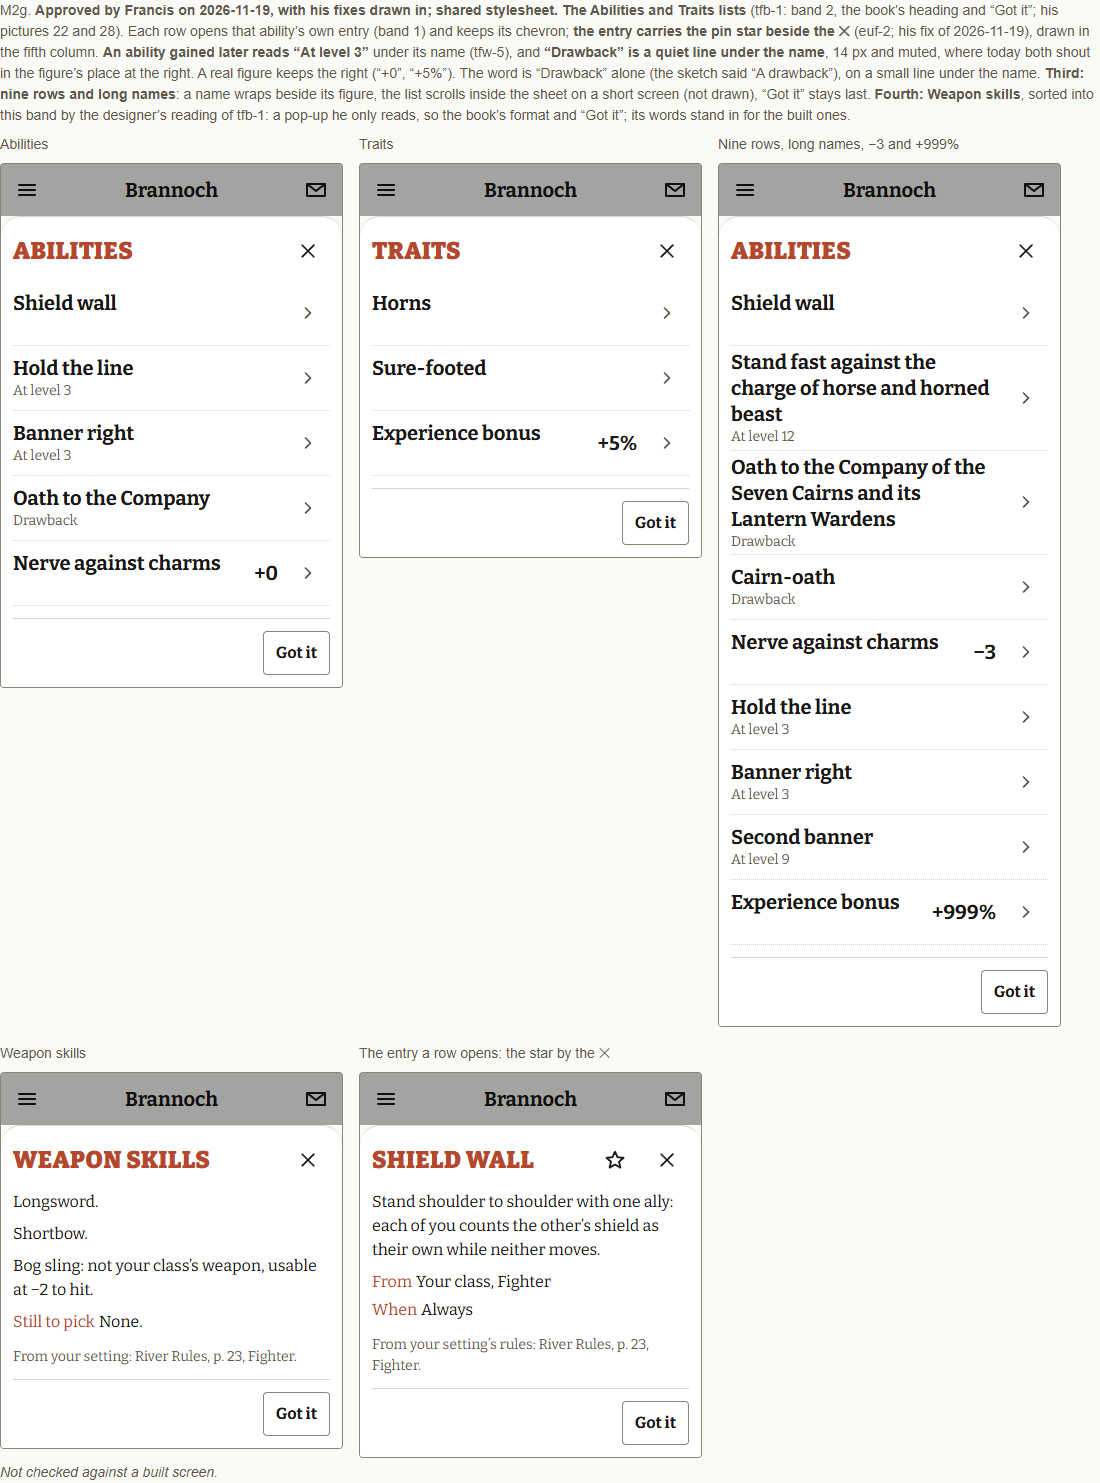 M2g. Approved by Francis on 2026-11-19, with his fixes drawn in; shared stylesheet. The Abilities and Traits lists (tfb-1: band 2, the book's heading and “Got it”; his
pictures 22 and 28). Each row opens that ability's own entry (band 1) and keeps its chevron; the entry carries the pin star beside the ✕ (euf-2; his fix of 2026-11-19), drawn in
the fifth column. An ability gained later reads “At level 3” under its name (tfw-5), and “Drawback” is a quiet line under the name, 14 px and muted, where today both shout
in the figure's place at the right. A real figure keeps the right (“+0”, “+5%”). The word is “Drawback” alone (the sketch said “A drawback”), on a small line under the name. Third:
nine rows and long names: a name wraps beside its figure, the list scrolls inside the sheet on a short screen (not drawn), “Got it” stays last. Fourth: Weapon skills, sorted into
this band by the designer's reading of tfb-1: a pop-up he only reads, so the book's format and “Got it”; its words stand in for the built ones.
Abilities
Brannoch
ABILITIES
Shield wall
Hold the line
At level 3
Banner right
At level 3
Oath to the Company
Drawback
Nerve against charms
+0
Got it
Traits
Brannoch
TRAITS
Horns
Sure-footed
Experience bonus
+5%
Got it
Nine rows, long names, −3 and +999%
Brannoch
ABILITIES
Shield wall
Stand fast against the
charge of horse and horned
beast
At level 12
Oath to the Company of the
Seven Cairns and its
Lantern Wardens
Drawback
Cairn-oath
Drawback
Nerve against charms
−3
Hold the line
At level 3
Banner right
At level 3
Second banner
At level 9
Experience bonus
+999%
Got it
Weapon skills
Brannoch
WEAPON SKILLS
Longsword.
Shortbow.
Bog sling: not your class's weapon, usable
at −2 to hit.
Still to pick None.
From your setting: River Rules, p. 23, Fighter.
Got it
The entry a row opens: the star by the ✕
Brannoch
SHIELD WALL
Stand shoulder to shoulder with one ally:
each of you counts the other's shield as
their own while neither moves.
From Your class, Fighter
When Always
From your setting's rules: River Rules, p. 23,
Fighter.
Got it
Not checked against a built screen.